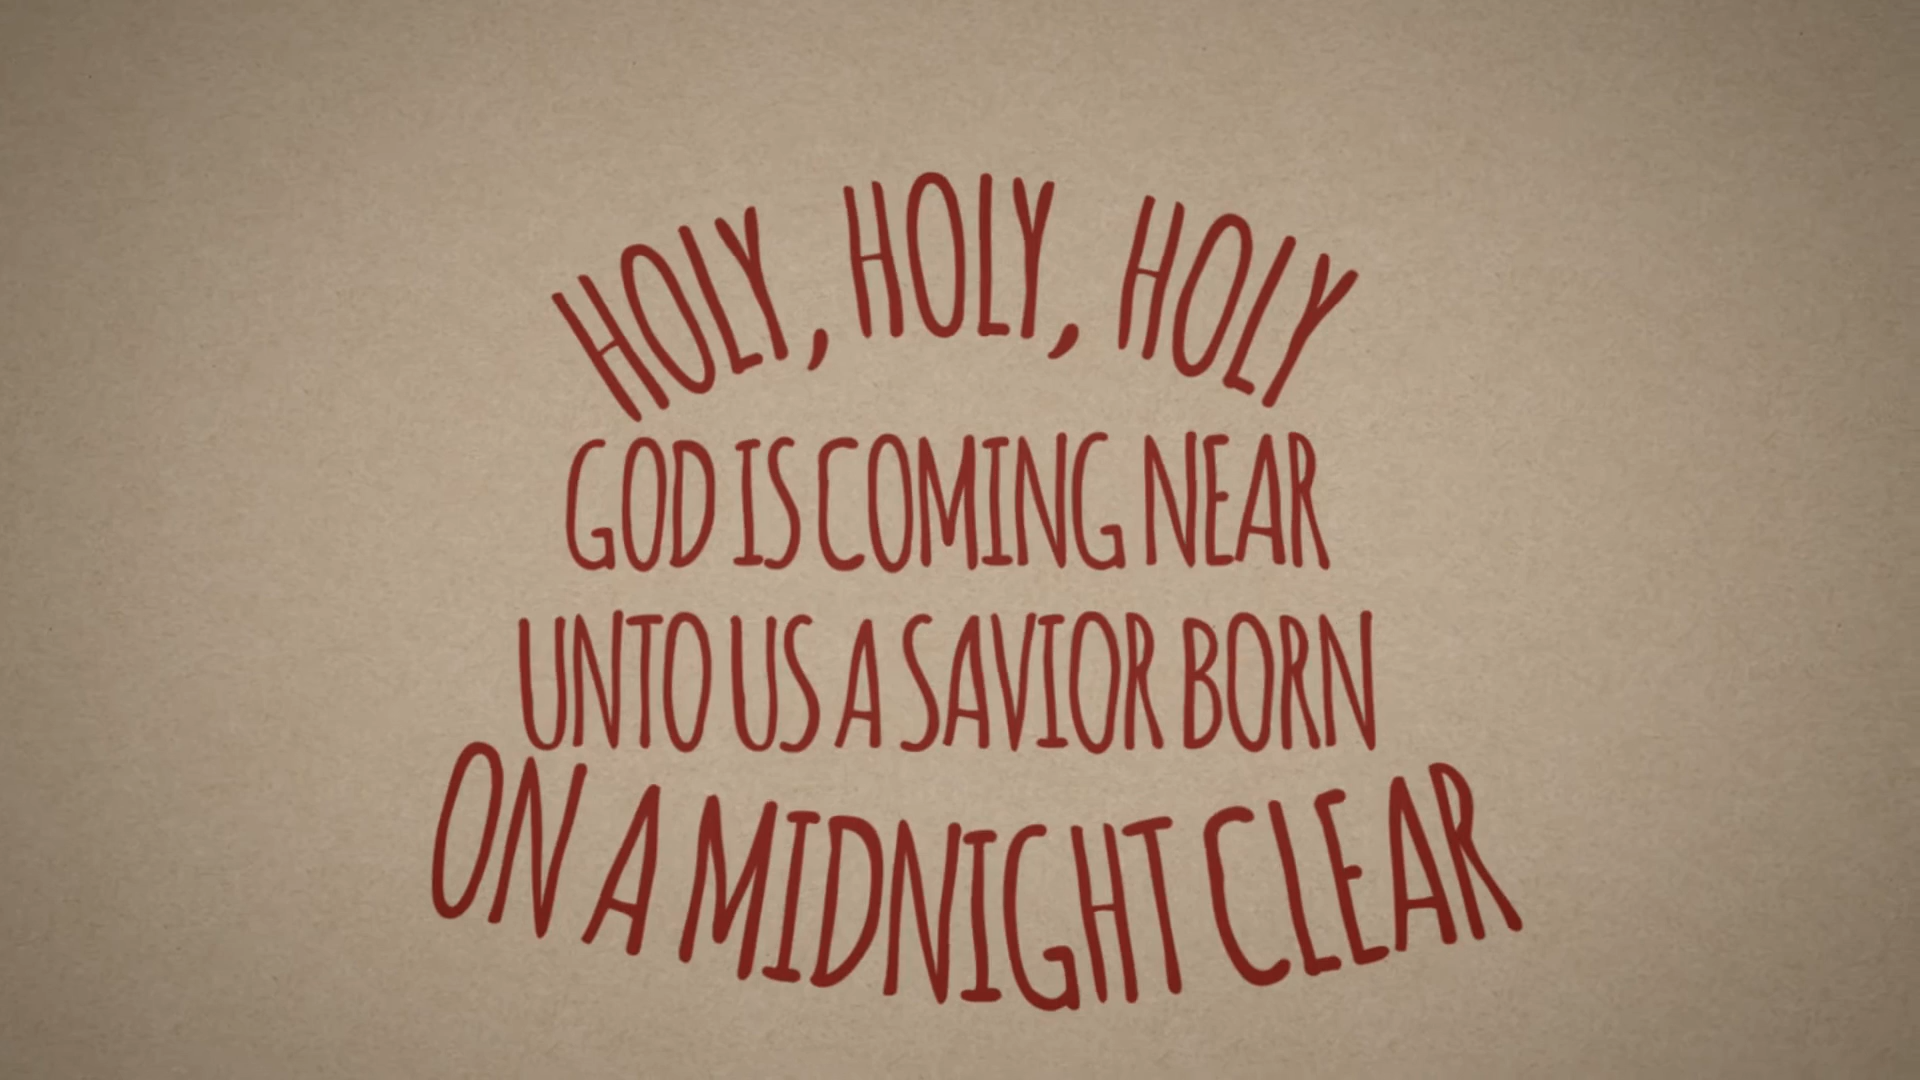 HOLY, HOLY, HOLY
GOD IS COMING NEAR
UNTO US A SAVIOR BORN
ON A MIDNIGHT CLEAR